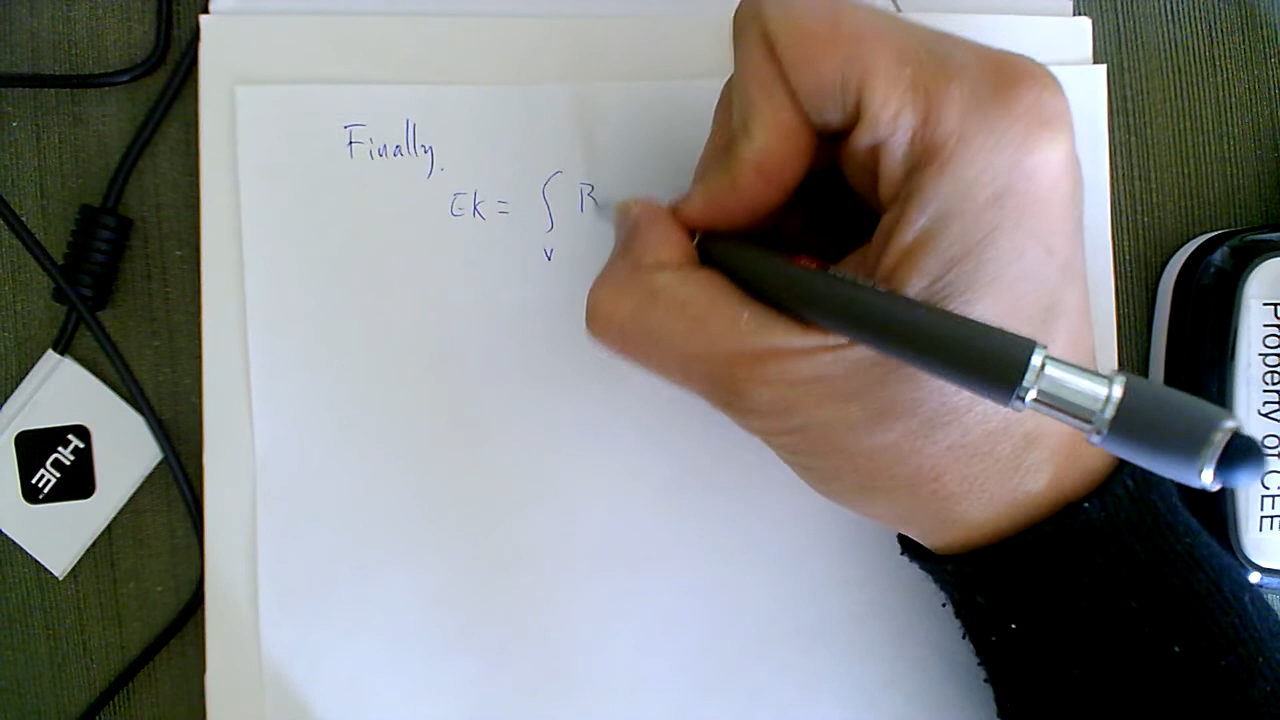 Finally.
Ek = ∫ B
v
HUE
Property of CEE